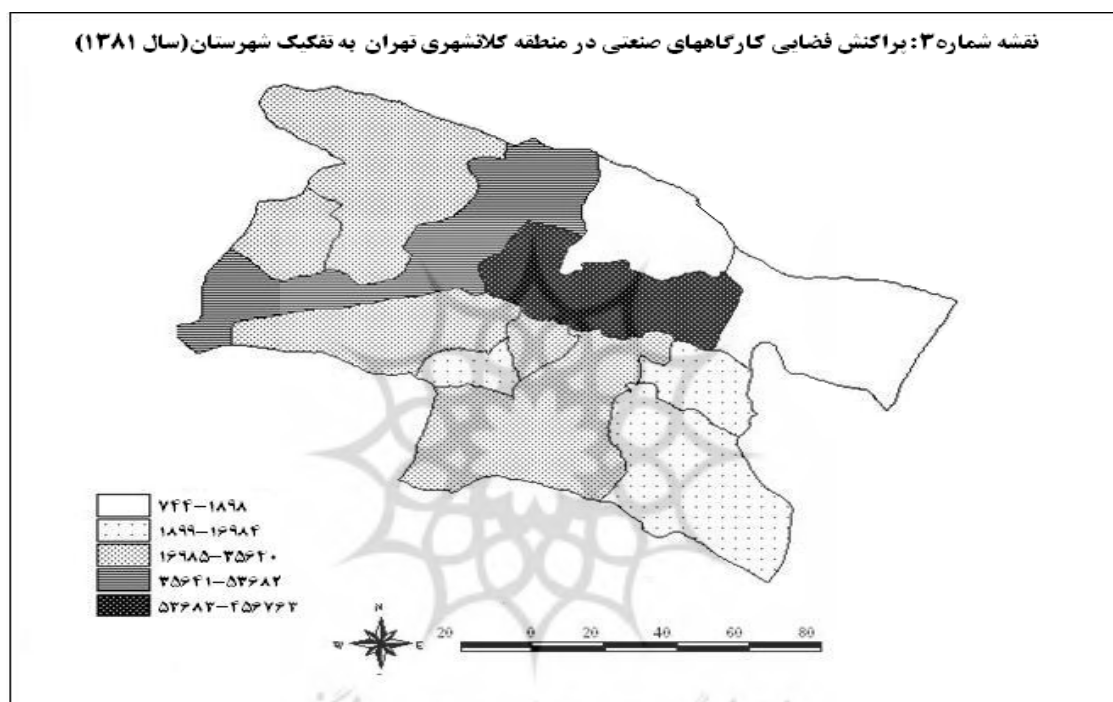 نقشه شماره۳: پراکنش فضایی کارگاههای صنعتی در منطقه کلانشهری تهران به تفکیک شهرستان(سال ۱۳۸۱)
۷۴۴-۱۸۹۸
۱۸۹۹-۱۶۹۸۴
۱۶۹۸۵-۳۵۶۴۰
۳۵۶۴۱-۵۳۶۸۲
۵۳۶۸۳-۴۵۶۷۶۳
N
E
20 0 20 40 60 80